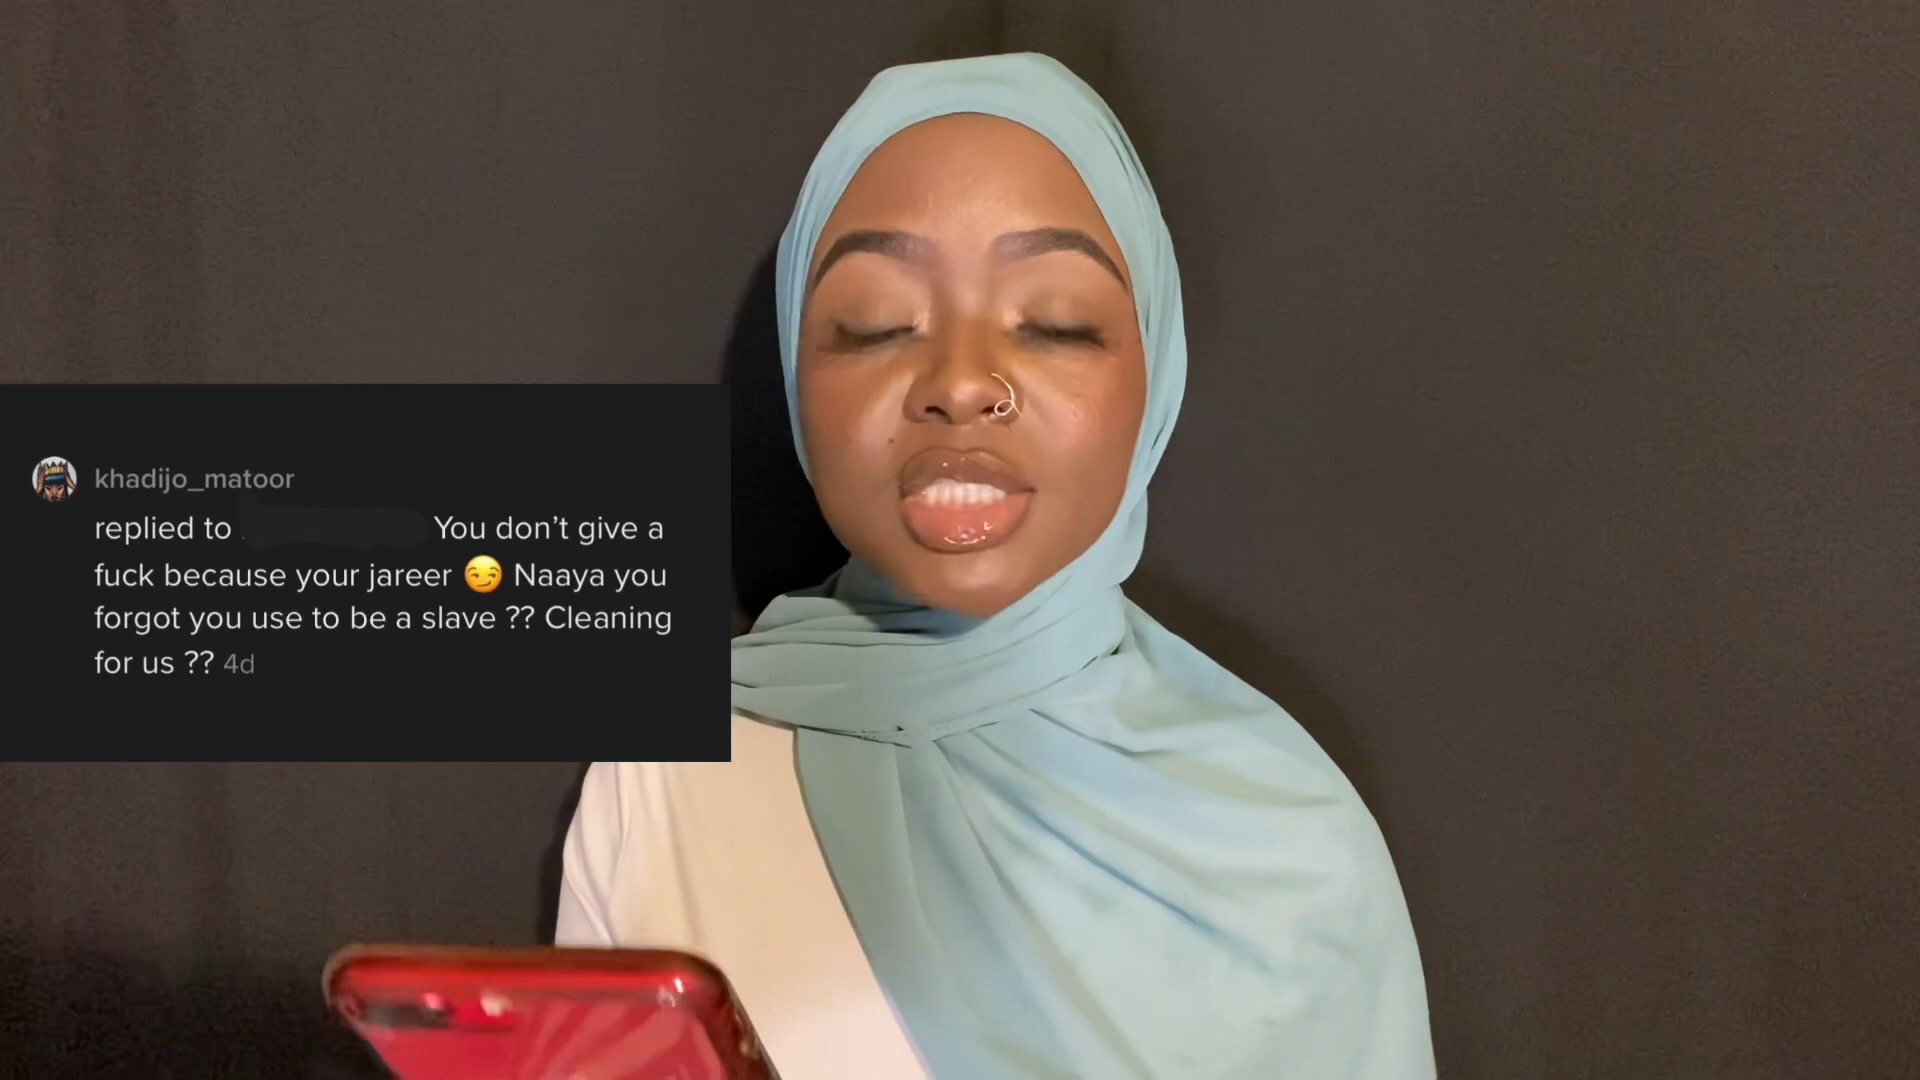 khadijo_matoor
replied to You don’t give a
fuck because your jareer 😏 Naaya you
forgot you use to be a slave ?? Cleaning
for us ?? 4d